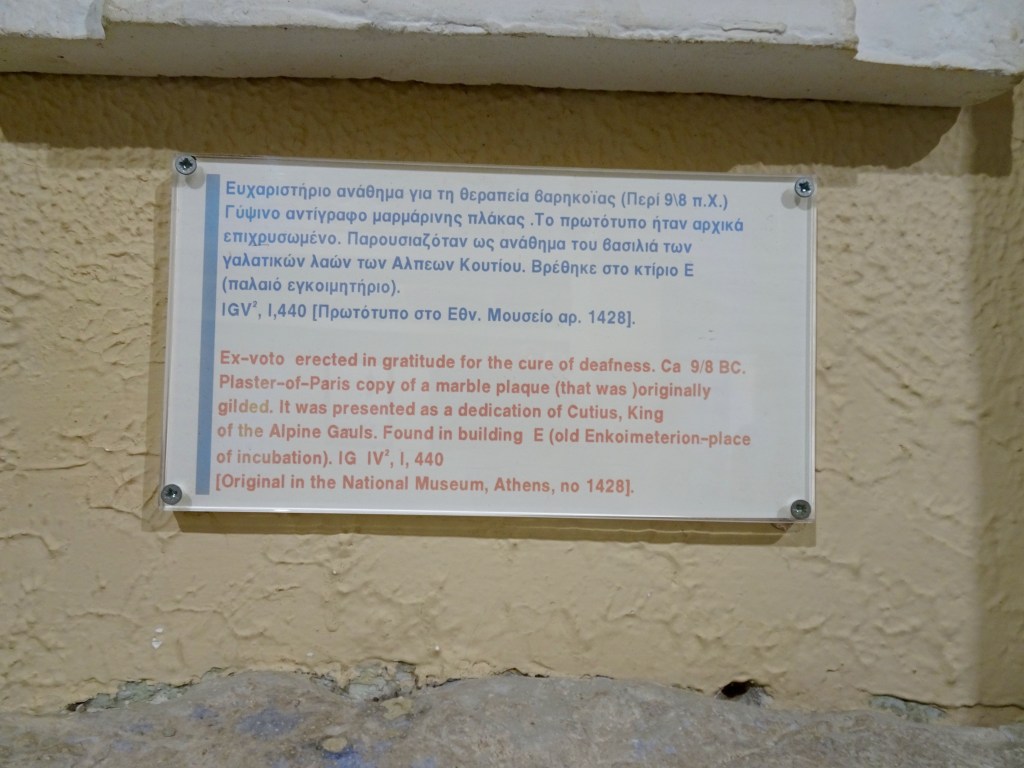 Ευχαριστήριο ανάθημα για τη θεραπεία βαρηκοϊας (Περί 9\8 π.Χ.)
Γύψινο αντίγραφο μαρμάρινης πλάκας .Το πρωτότυπο ήταν αρχικά
επιχρυσωμένο. Παρουσιαζόταν ως ανάθημα του βασιλιά των
γαλατικών λαών των Αλπεων Κουτίου. Βρέθηκε στο κτίριο Ε
(παλαιό εγκοιμητήριο).
IGV², I,440 [Πρωτότυπο στο Εθν. Μουσείο αρ. 1428].
Ex-voto erected in gratitude for the cure of deafness. Ca 9/8 BC.
Plaster-of-Paris copy of a marble plaque (that was )originally
gilded. It was presented as a dedication of Cutius, King
of the Alpine Gauls. Found in building E (old Enkoimeterion-place
of incubation). IG IV², I, 440
[Original in the National Museum, Athens, no 1428].